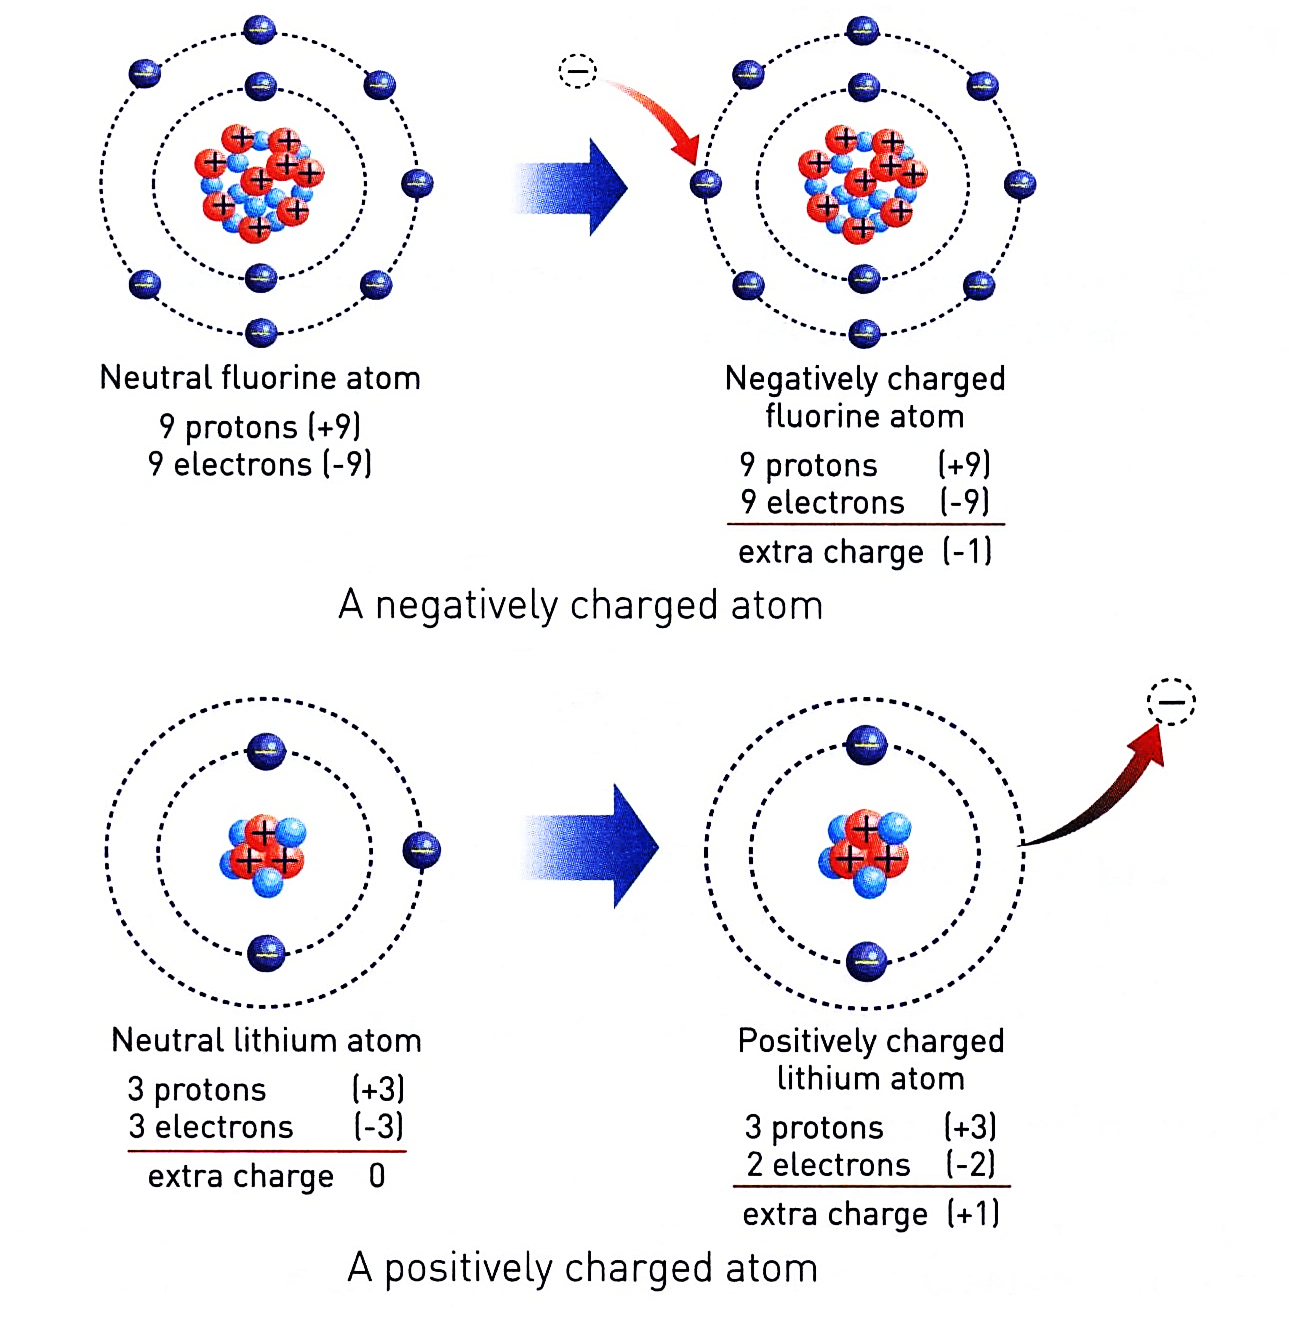 Neutral fluorine atom
9 protons (+9)
9 electrons (-9)
Negatively charged
fluorine atom
9 protons (+9)
9 electrons (-9)
extra charge (-1)
A negatively charged atom
Neutral lithium atom
3 protons (+3)
3 electrons (-3)
extra charge 0
Positively charged
lithium atom
3 protons (+3)
2 electrons (-2)
extra charge (+1)
A positively charged atom